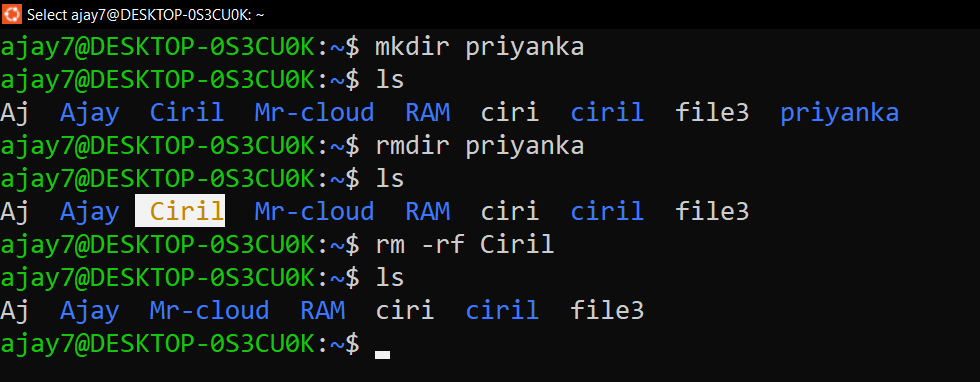 Select ajay7@DESKTOP-0S3CU0K: ~
ajay7@DESKTOP-0S3CU0K:~$ mkdir priyanka
ajay7@DESKTOP-0S3CU0K:~$ ls
Aj  Ajay  Ciril  Mr-cloud  RAM  ciri  ciril  file3  priyanka
ajay7@DESKTOP-0S3CU0K:~$ rmdir priyanka
ajay7@DESKTOP-0S3CU0K:~$ ls
Aj  Ajay  Ciril  Mr-cloud  RAM  ciri  ciril  file3
ajay7@DESKTOP-0S3CU0K:~$ rm -rf Ciril
ajay7@DESKTOP-0S3CU0K:~$ ls
Aj  Ajay  Mr-cloud  RAM  ciri  ciril  file3
ajay7@DESKTOP-0S3CU0K:~$